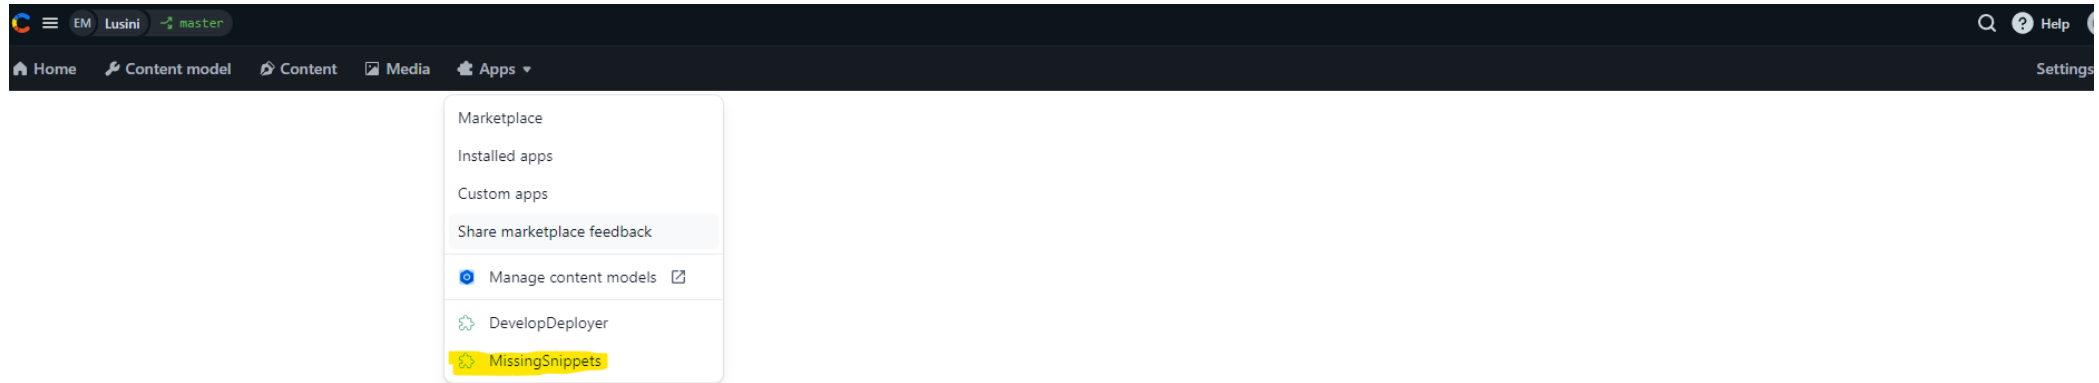 EM Lusini master Help
Home Content model Content Media Apps Settings
Marketplace
Installed apps
Custom apps
Share marketplace feedback
Manage content models
DevelopDeployer
MissingSnippets